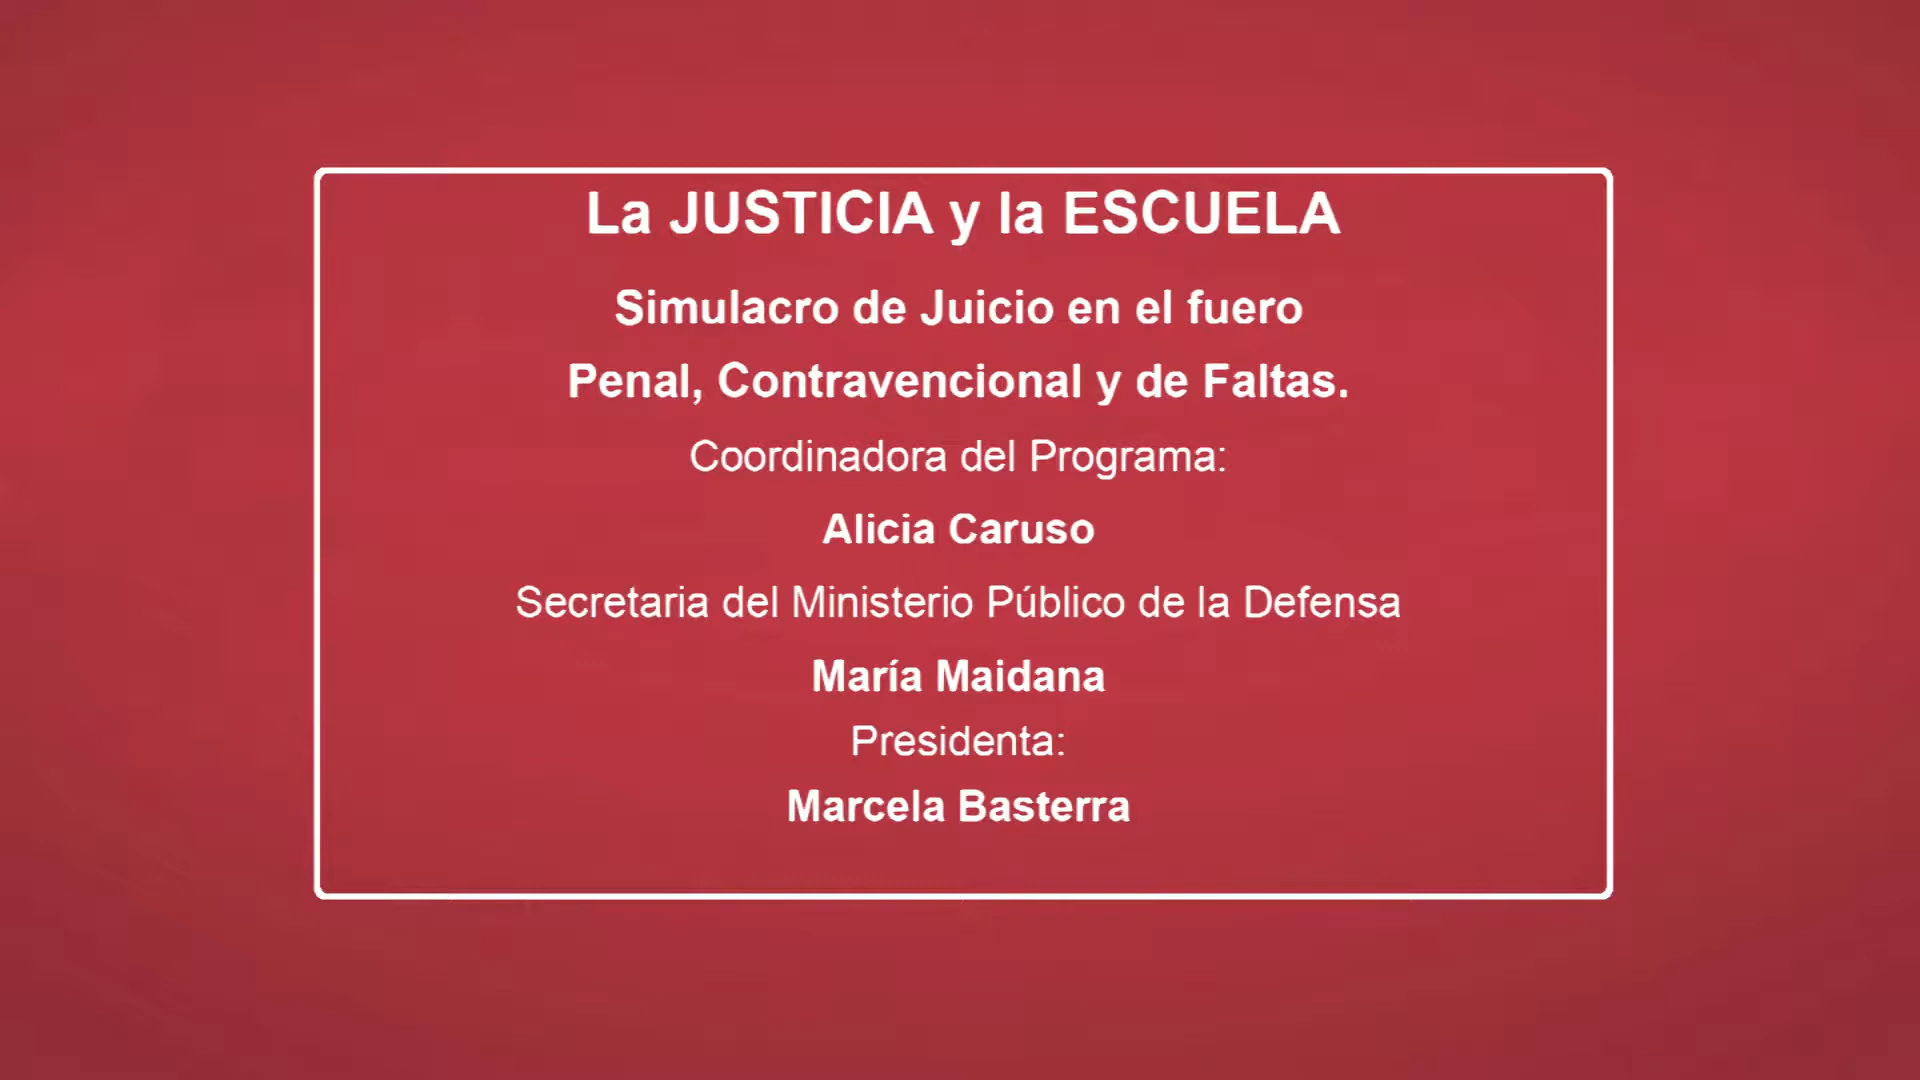 La JUSTICIA y la ESCUELA
Simulacro de Juicio en el fuero
Penal, Contravencional y de Faltas.
Coordinadora del Programa:
Alicia Caruso
Secretaria del Ministerio Público de la Defensa
María Maidana
Presidenta:
Marcela Basterra